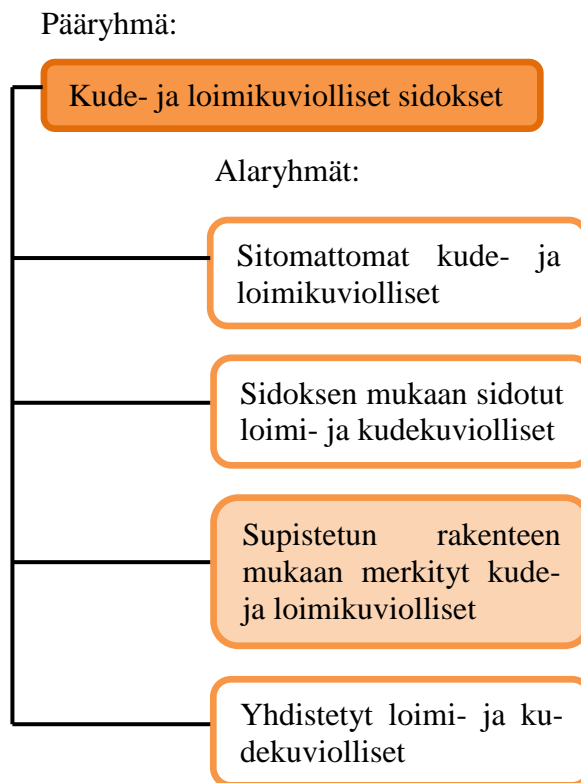 Pääryhmä:
Kude- ja loimikuviolliset sidokset
Alaryhmät:
Sitomattomat kude- ja
loimikuviolliset
Sidoksen mukaan sidotut
loimi- ja kudekuviolliset
Supistetun rakenteen
mukaan merkityt kude-
ja loimikuviolliset
Yhdistetyt loimi- ja ku-
dekuviolliset